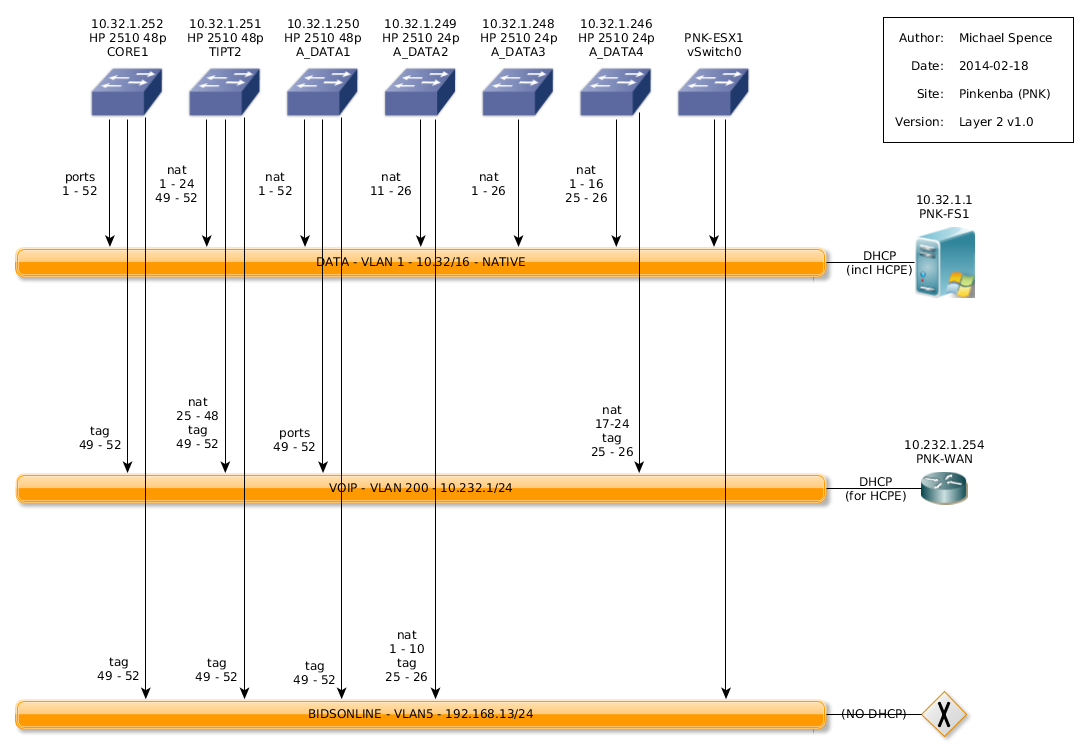 10.32.1.252
HP 2510 48p
CORE1
10.32.1.251
HP 2510 48p
TIPT2
10.32.1.250
HP 2510 48p
A_DATA1
10.32.1.249
HP 2510 24p
A_DATA2
10.32.1.248
HP 2510 24p
A_DATA3
10.32.1.246
HP 2510 24p
A_DATA4
PNK-ESX1
vSwitch0
Author: Michael Spence
Date: 2014-02-18
Site: Pinkenba (PNK)
Version: Layer 2 v1.0
ports
1 - 52
nat
1 - 24
49 - 52
nat
1 - 52
nat
11 - 26
nat
1 - 26
nat
1 - 16
25 - 26
10.32.1.1
PNK-FS1
DATA - VLAN 1 - 10.32/16 - NATIVE
DHCP
(incl HCPE)
tag
49 - 52
nat
25 - 48
tag
49 - 52
ports
49 - 52
nat
17-24
tag
25 - 26
10.232.1.254
PNK-WAN
VOIP - VLAN 200 - 10.232.1/24
DHCP
(for HCPE)
tag
49 - 52
tag
49 - 52
tag
49 - 52
nat
1 - 10
tag
25 - 26
BIDSONLINE - VLAN5 - 192.168.13/24
(NO DHCP)
X